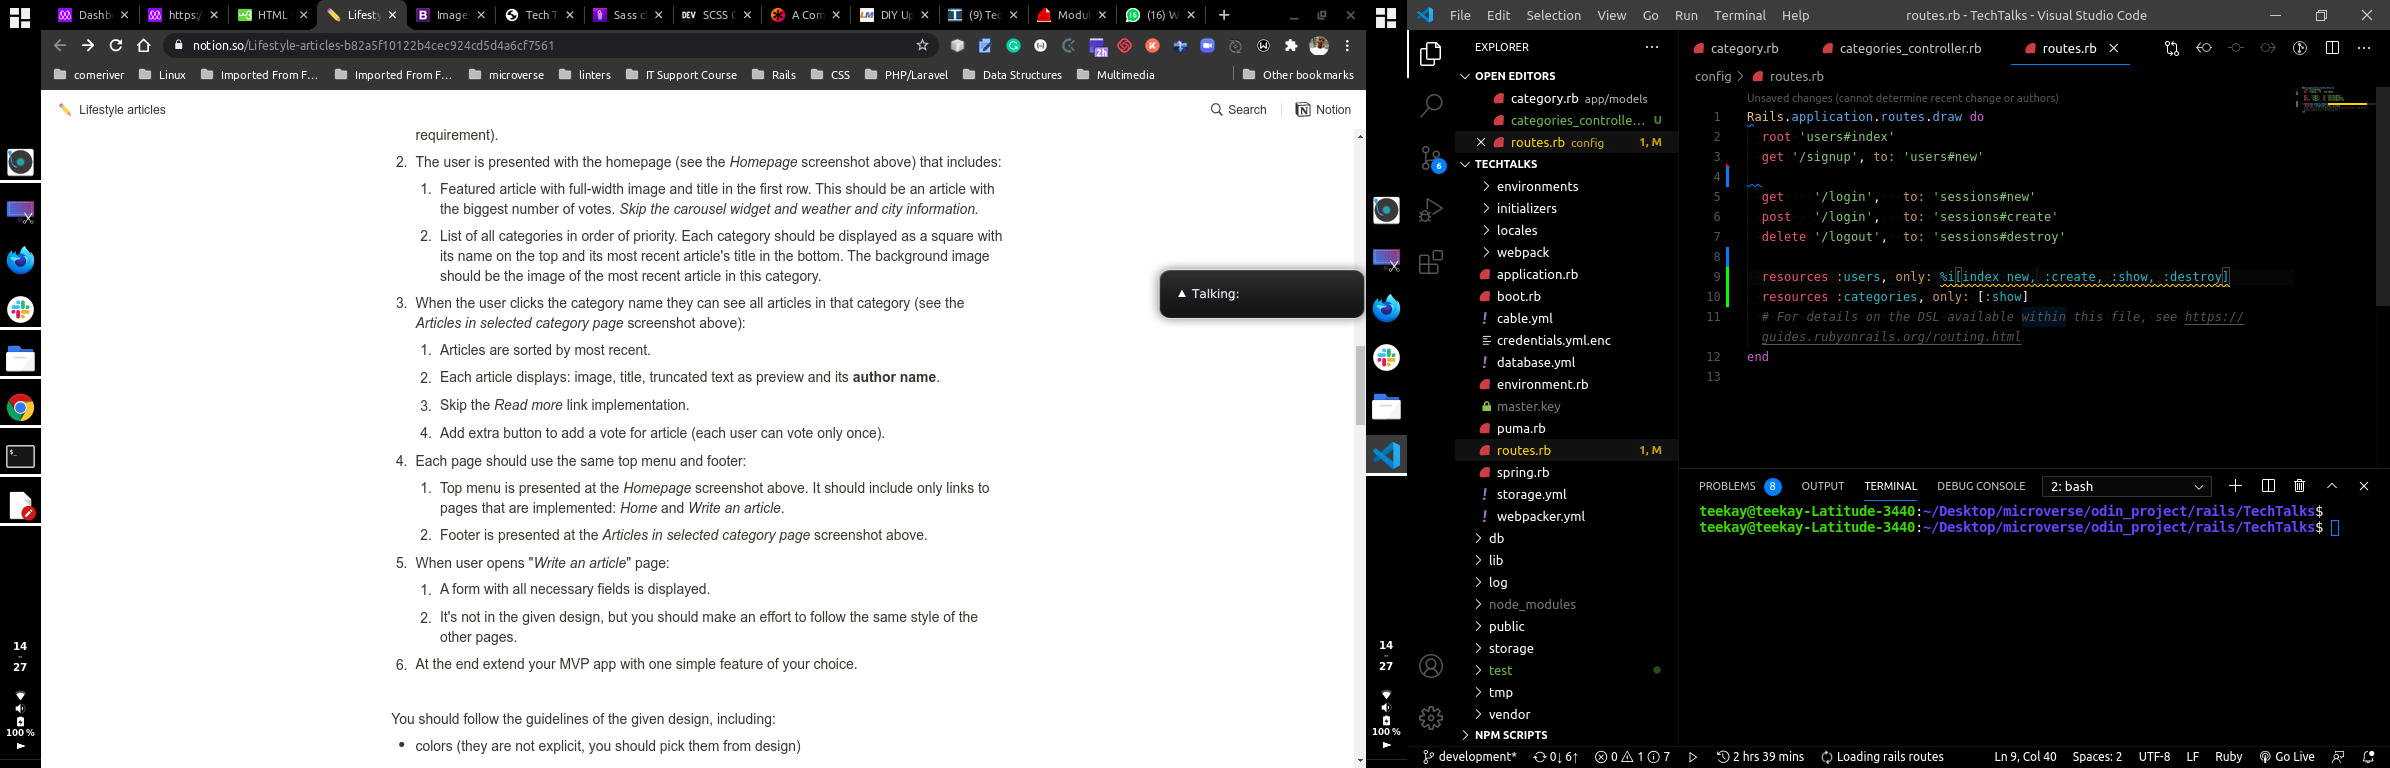 Dashb
https:/
HTML
Lifesty
Image
Tech T
Sass c
SCSS
A Com
DIY Up
(9) Tec
Modul
(16) W
notion.so/Lifestyle-articles-b82a5f10122b4cec924cd5d4a6cf7561
2h
comeriver
Linux
Imported From F...
Imported From F...
microverse
linters
IT Support Course
Rails
CSS
PHP/Laravel
Data Structures
Multimedia
Other bookmarks
Lifestyle articles
Search
Notion
requirement).
2. The user is presented with the homepage (see the Homepage screenshot above) that includes:
1. Featured article with full-width image and title in the first row. This should be an article with
the biggest number of votes. Skip the carousel widget and weather and city information.
2. List of all categories in order of priority. Each category should be displayed as a square with
its name on the top and its most recent article's title in the bottom. The background image
should be the image of the most recent article in this category.
3. When the user clicks the category name they can see all articles in that category (see the
Articles in selected category page screenshot above):
1. Articles are sorted by most recent.
2. Each article displays: image, title, truncated text as preview and its author name.
3. Skip the Read more link implementation.
4. Add extra button to add a vote for article (each user can vote only once).
4. Each page should use the same top menu and footer:
1. Top menu is presented at the Homepage screenshot above. It should include only links to
pages that are implemented: Home and Write an article.
2. Footer is presented at the Articles in selected category page screenshot above.
5. When user opens "Write an article" page:
1. A form with all necessary fields is displayed.
2. It's not in the given design, but you should make an effort to follow the same style of the
other pages.
6. At the end extend your MVP app with one simple feature of your choice.
You should follow the guidelines of the given design, including:
• colors (they are not explicit, you should pick them from design)
Talking:
14
27
100 %
14
27
100 %
File Edit Selection View Go Run Terminal Help
routes.rb - TechTalks - Visual Studio Code
EXPLORER
OPEN EDITORS
category.rb app/models
categories_controlle... U
routes.rb config 1, M
TECHTALKS
environments
initializers
locales
webpack
application.rb
boot.rb
cable.yml
credentials.yml.enc
database.yml
environment.rb
master.key
puma.rb
routes.rb 1, M
spring.rb
storage.yml
webpacker.yml
db
lib
log
node_modules
public
storage
test
tmp
vendor
NPM SCRIPTS
6
category.rb
categories_controller.rb
routes.rb
config > routes.rb
Unsaved changes (cannot determine recent change or authors)
1 Rails.application.routes.draw do
2 root 'users#index'
3 get '/signup', to: 'users#new'
4
5 get '/login', to: 'sessions#new'
6 post '/login', to: 'sessions#create'
7 delete '/logout', to: 'sessions#destroy'
8
9 resources :users, only: %i[index new, :create, :show, :destroy]
10 resources :categories, only: [:show]
11 # For details on the DSL available within this file, see https://
guides.rubyonrails.org/routing.html
12 end
13
PROBLEMS 8 OUTPUT TERMINAL DEBUG CONSOLE 2: bash
teekay@teekay-Latitude-3440:~/Desktop/microverse/odin_project/rails/TechTalks$
teekay@teekay-Latitude-3440:~/Desktop/microverse/odin_project/rails/TechTalks$
development* 0↓ 6↑ 0 1 7 2 hrs 39 mins Loading rails routes Ln 9, Col 40 Spaces: 2 UTF-8 LF Ruby Go Live